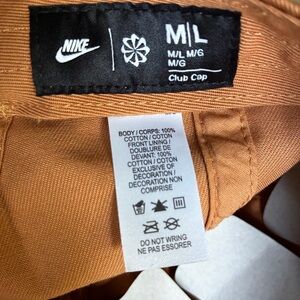 NIKE
M|L
M/L M/G
M/G
Club Cap
BODY / CORPS: 100%
COTTON / COTON
FRONT LINING /
DOUBLURE DE
DEVANT: 100%
COTTON / COTON
EXCLUSIVE OF
DECORATION /
DECORATION NON
COMPRISE
DO NOT WRING
NE PAS ESSORER